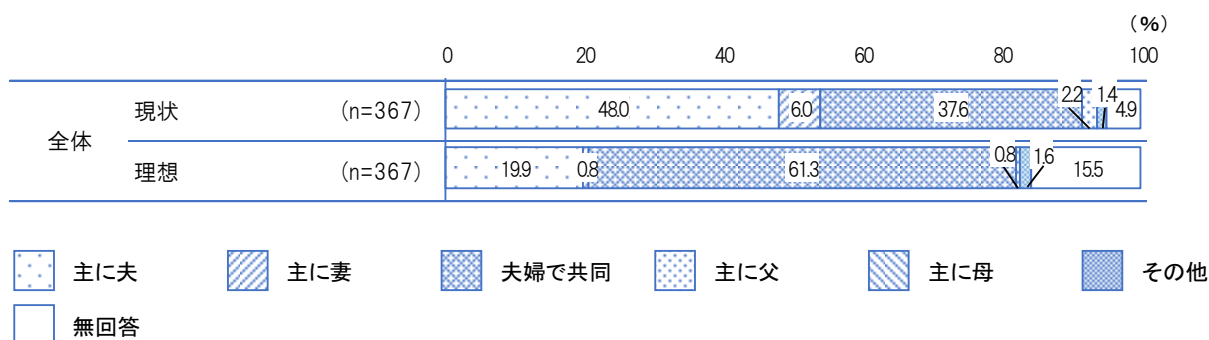 （％）
0 20 40 60 80 100
全体
現状 (n=367) 48.0 6.0 37.6 2.2 1.4 4.9
理想 (n=367) 19.9 0.8 61.3 0.8 1.6 15.5
主に夫 主に妻 夫婦で共同 主に父 主に母 その他
無回答